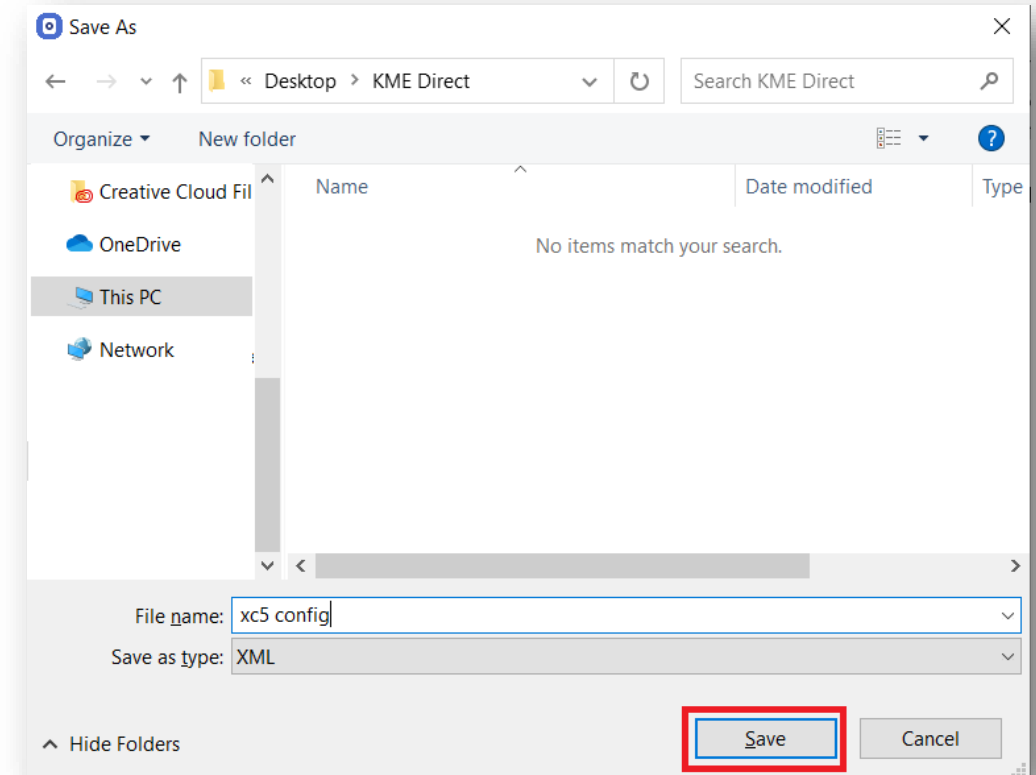 Save As
« Desktop > KME Direct
Search KME Direct
Organize
New folder
?
Creative Cloud Fil
OneDrive
This PC
Network
Name
Date modified
Type
No items match your search.
File name: xc5 config
Save as type: XML
Hide Folders
Save
Cancel